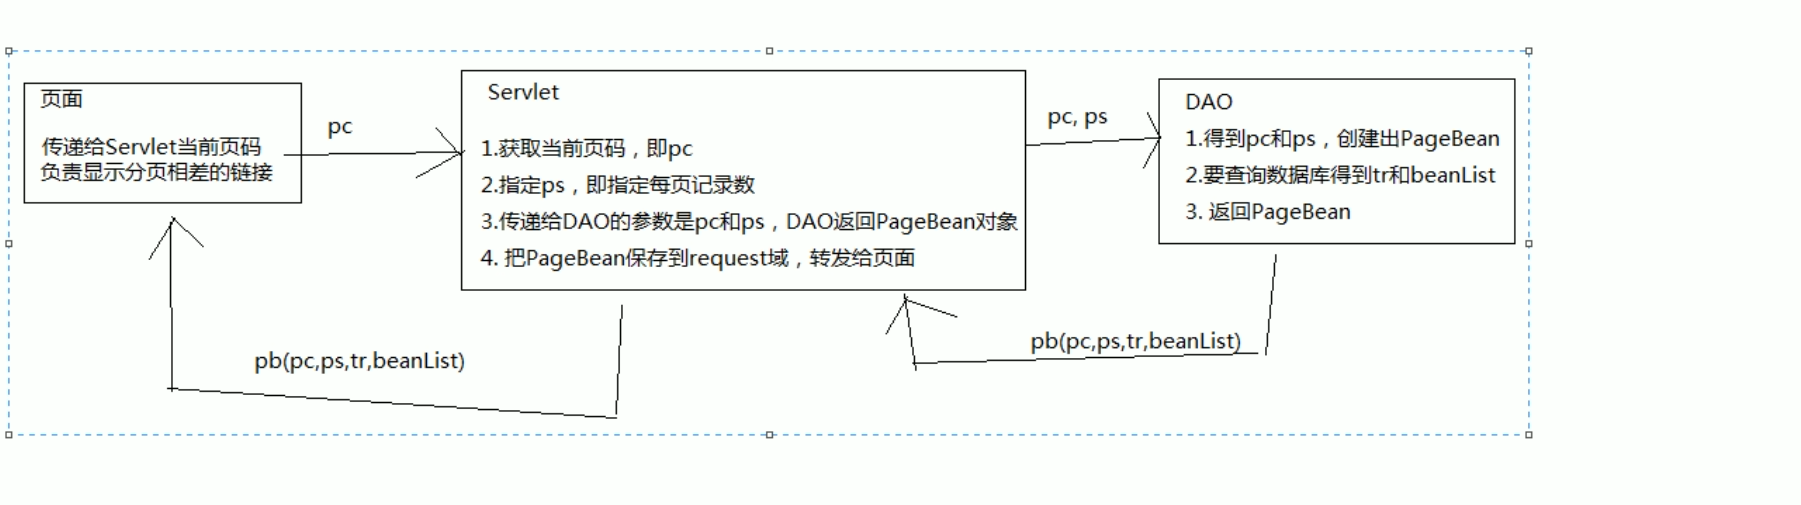 页面
传递给Servlet当前页码
负责显示分页相差的链接
pc
Servlet
1.获取当前页码，即pc
2.指定ps，即指定每页记录数
3.传递给DAO的参数是pc和ps，DAO返回PageBean对象
4. 把PageBean保存到request域，转发给页面
pc, ps
DAO
1.得到pc和ps，创建出PageBean
2.要查询数据库得到tr和beanList
3. 返回PageBean
pb(pc,ps,tr,beanList)
pb(pc,ps,tr,beanList)